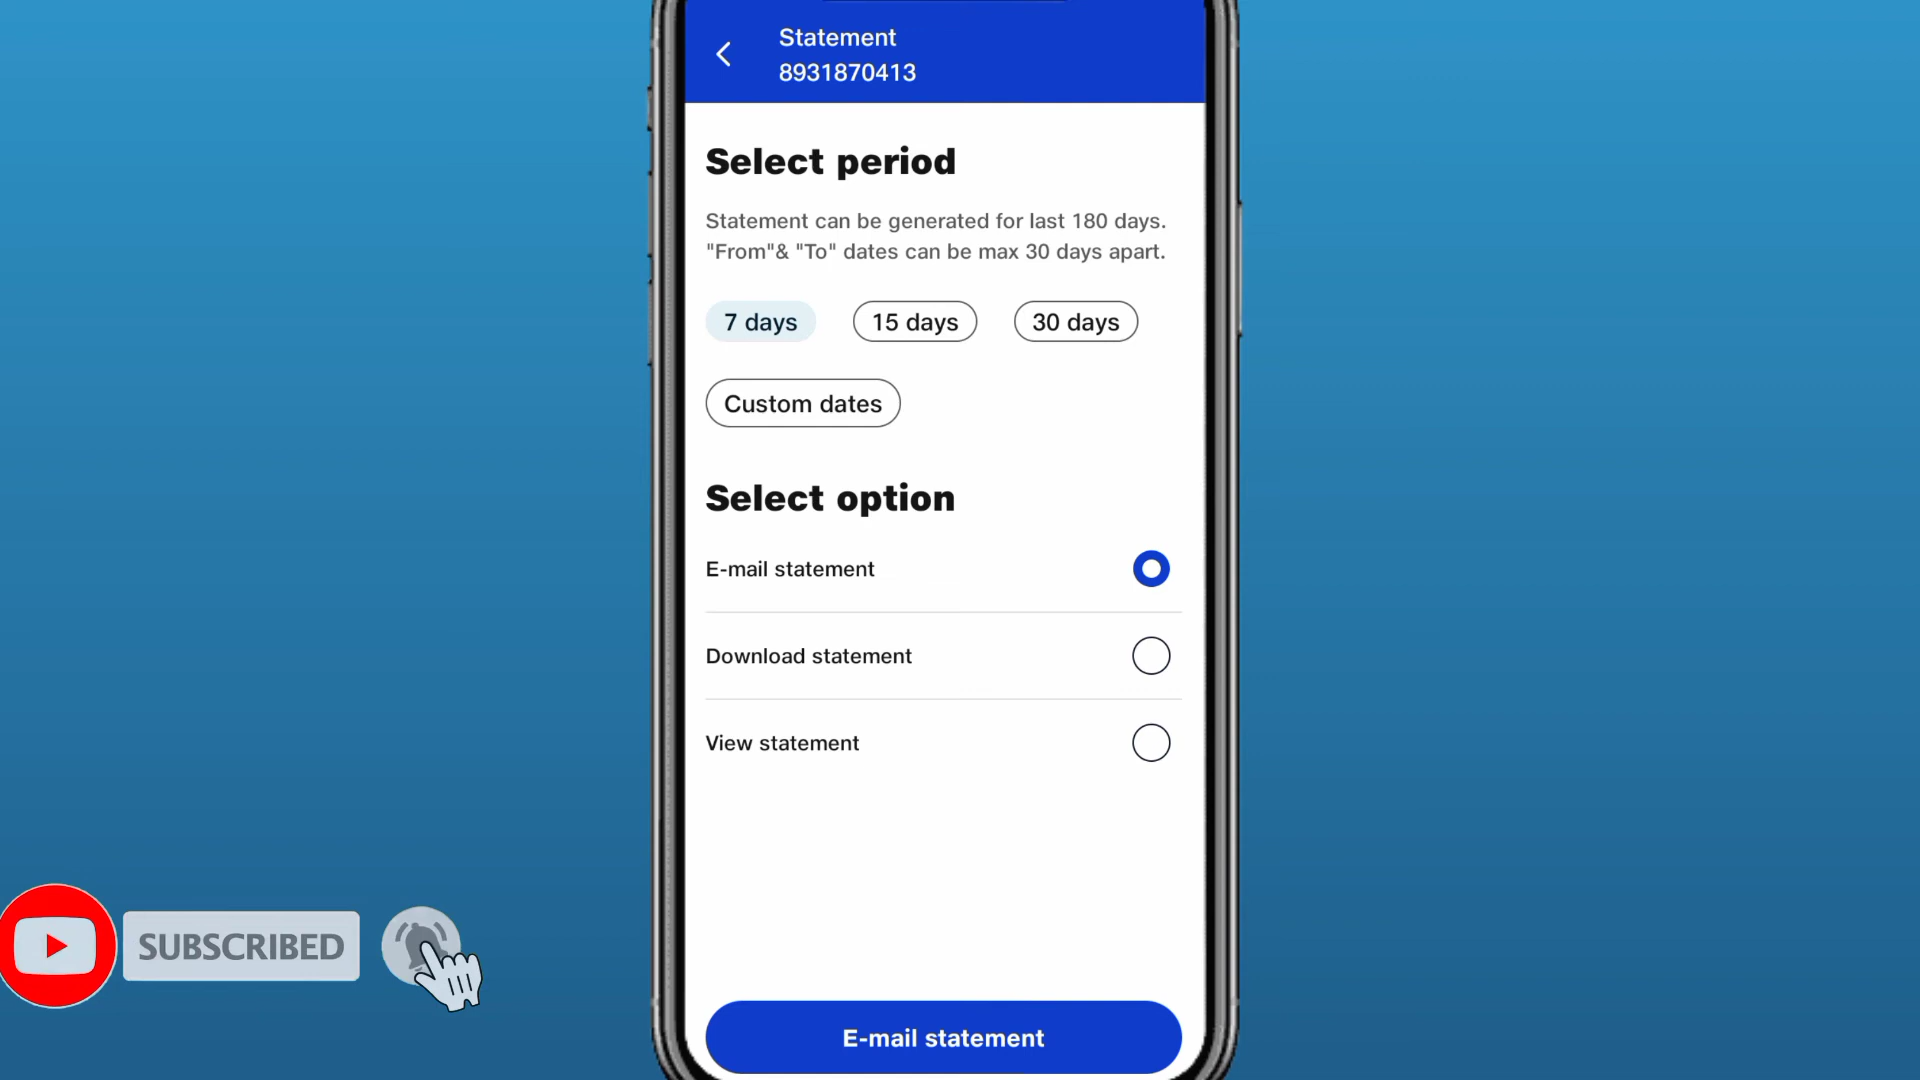 Statement
8931870413
Select period
Statement can be generated for last 180 days.
"From"& "To" dates can be max 30 days apart.
7 days
15 days
30 days
Custom dates
Select option
E-mail statement
Download statement
View statement
SUBSCRIBED
E-mail statement